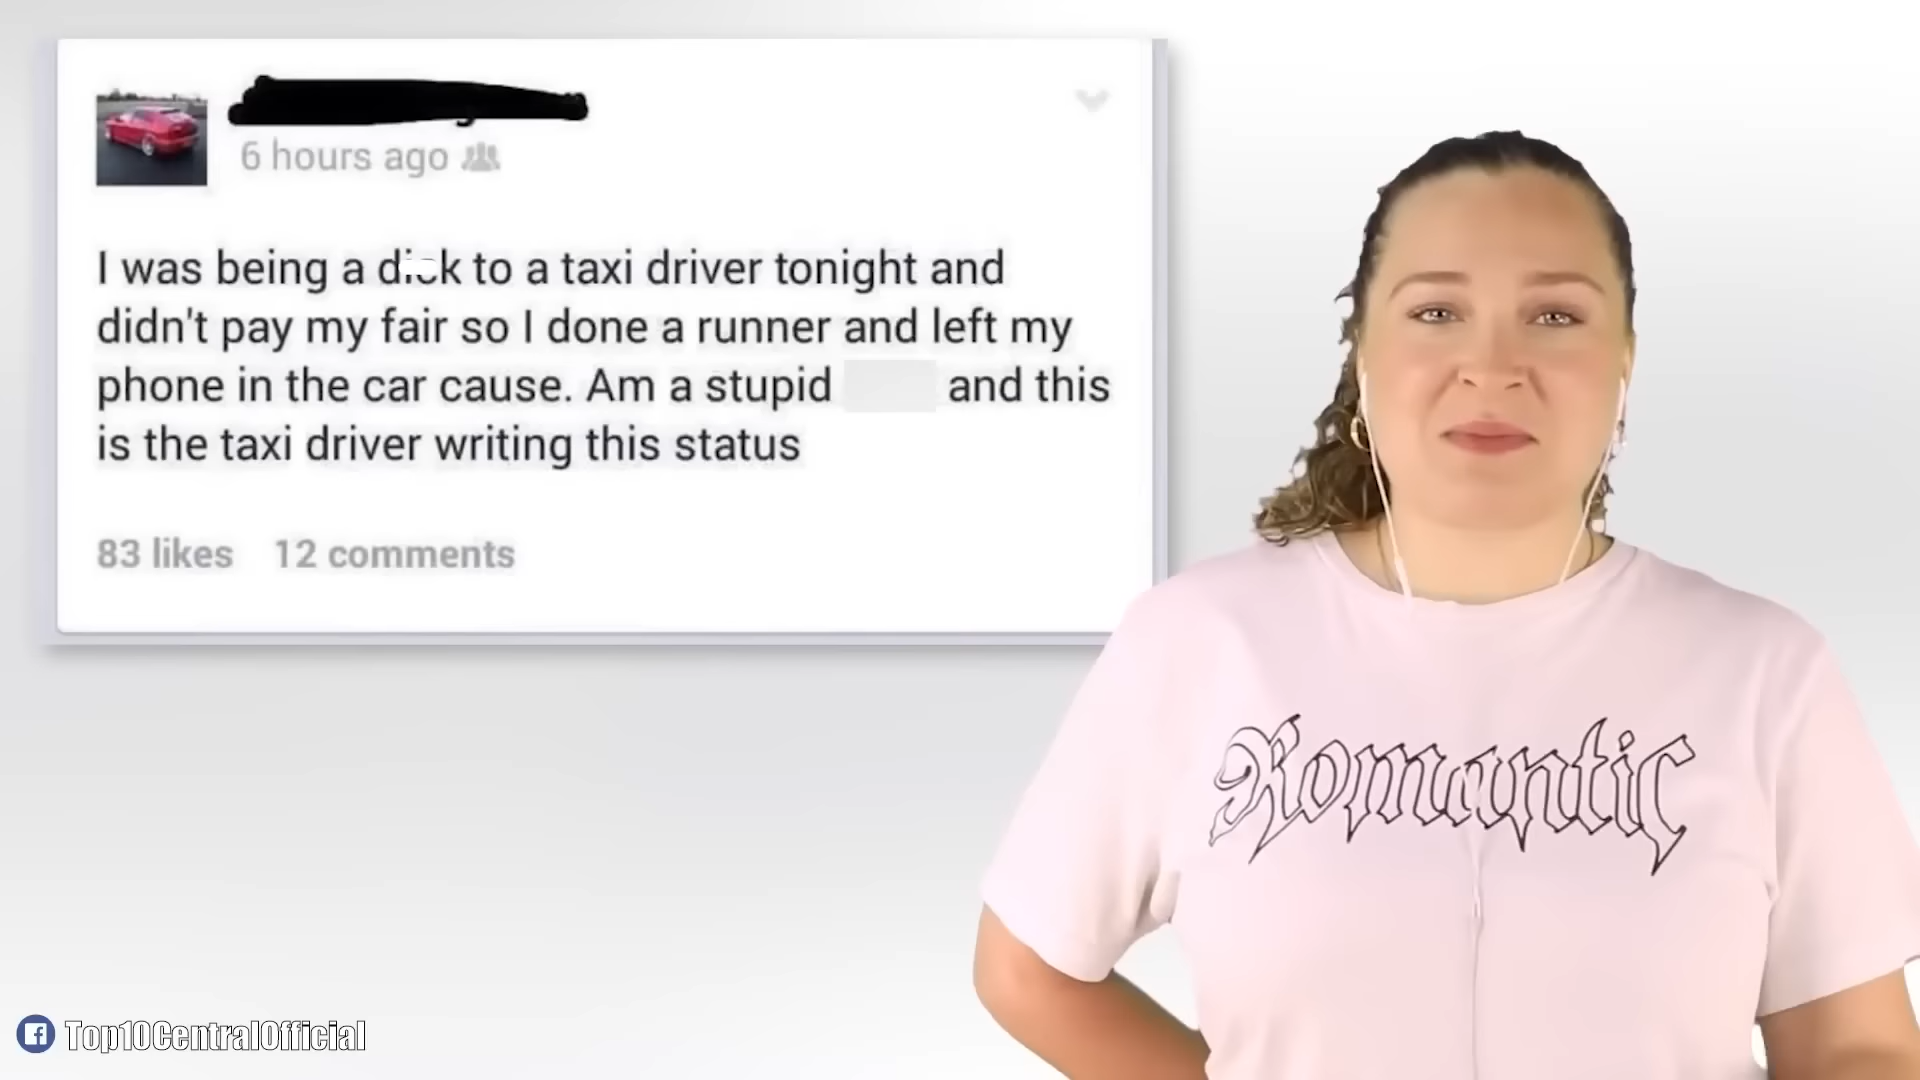 6 hours ago
I was being a dick to a taxi driver tonight and
didn't pay my fair so I done a runner and left my
phone in the car cause. Am a stupid and this
is the taxi driver writing this status
83 likes 12 comments
Romantic
Top10CentralOfficial